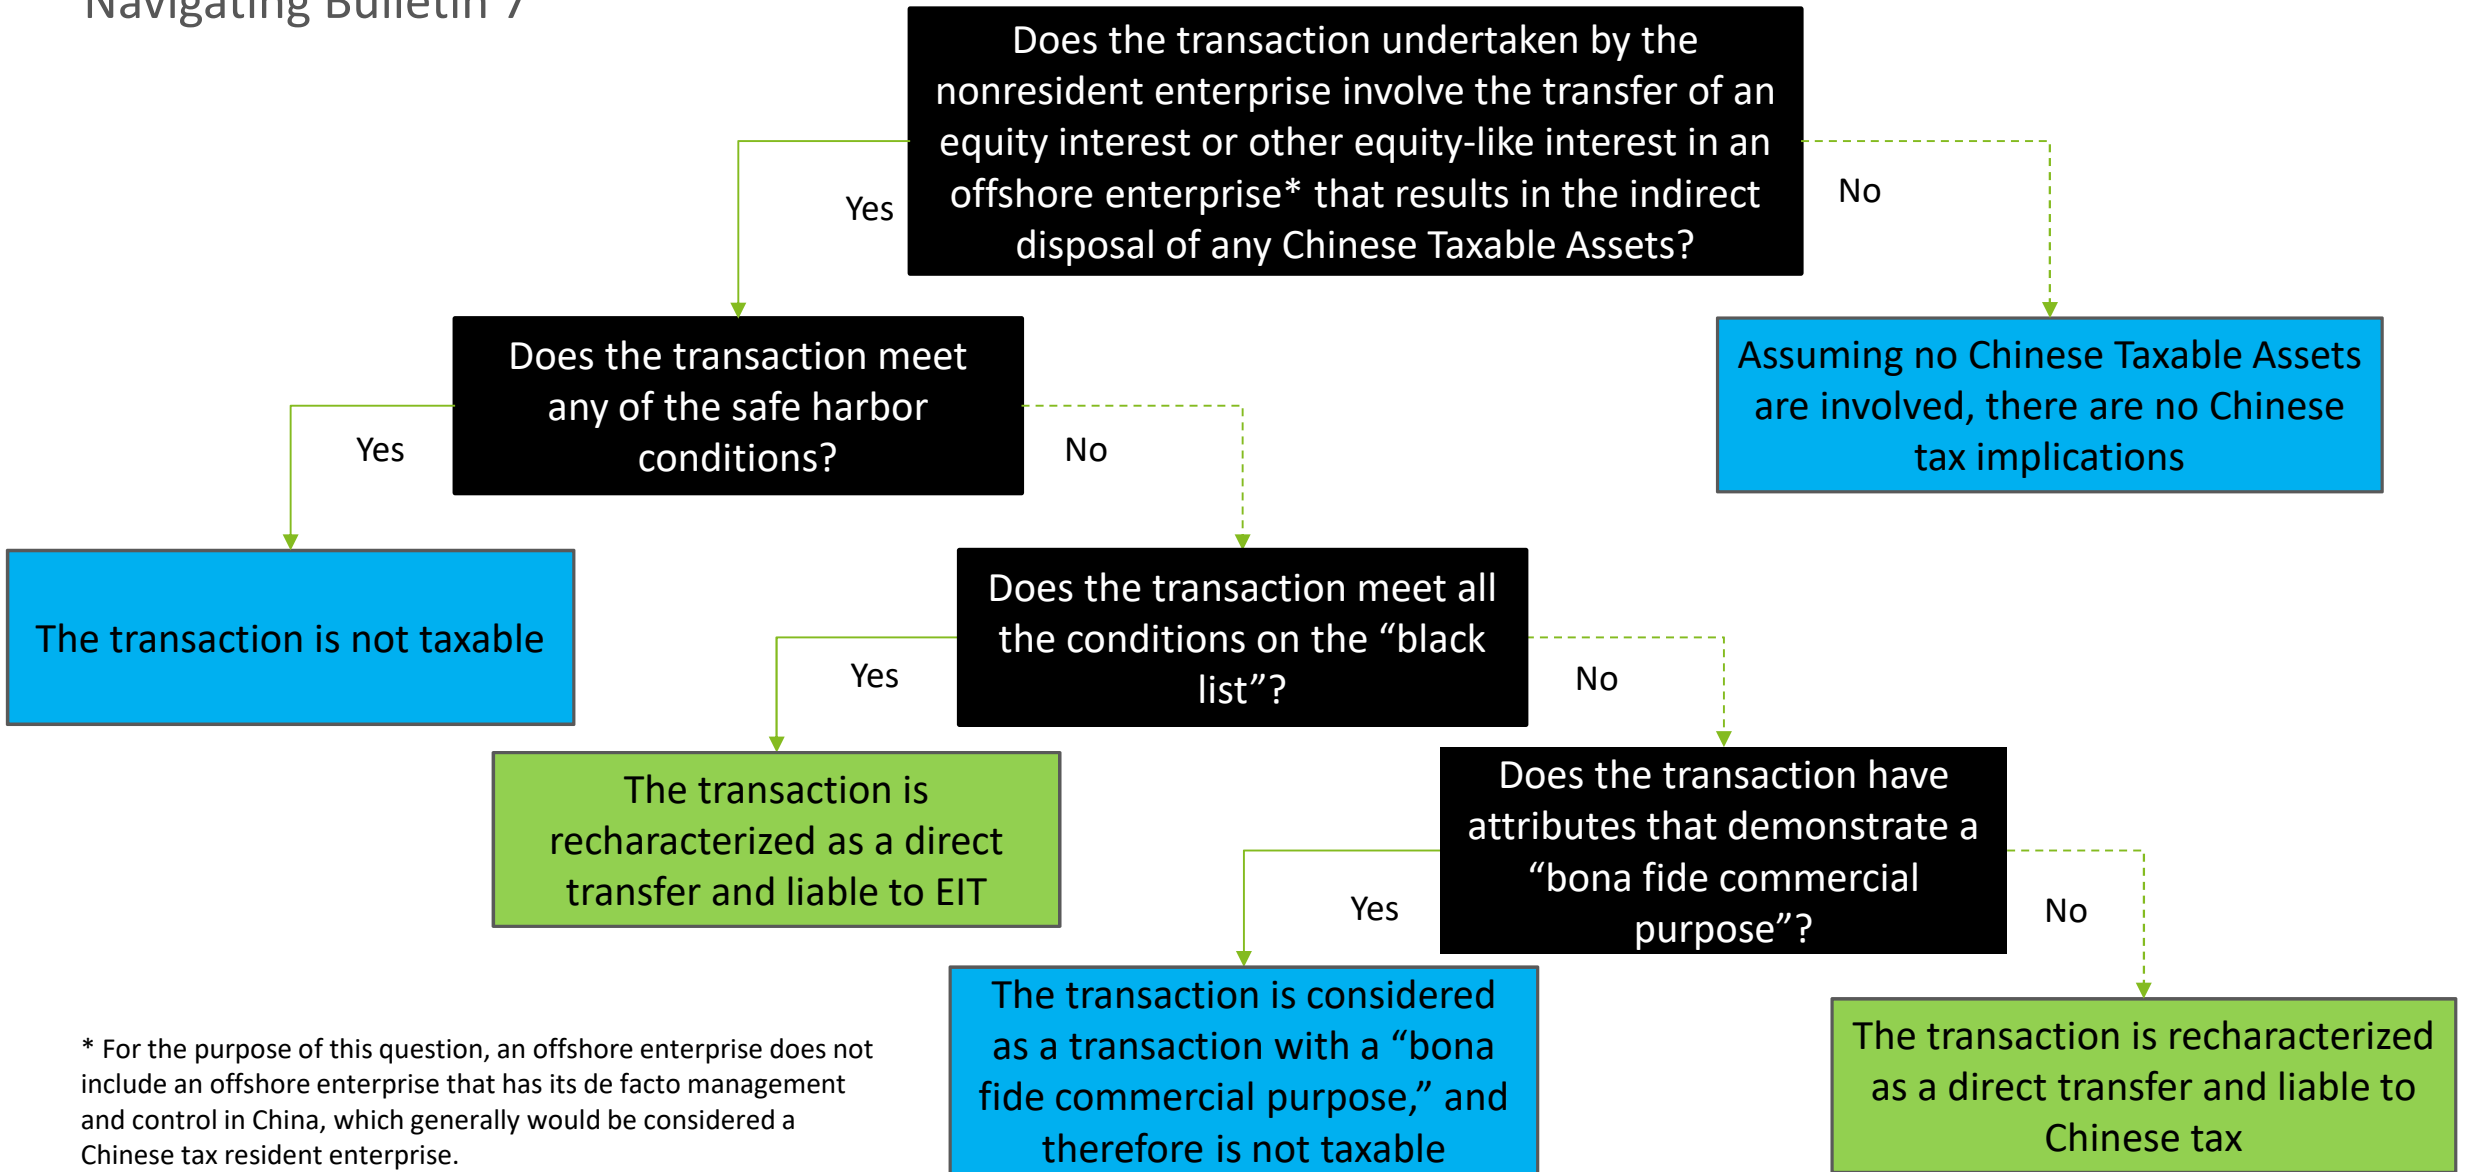 Navigating Bulletin 7
Does the transaction undertaken by the
nonresident enterprise involve the transfer of an
equity interest or other equity-like interest in an
offshore enterprise* that results in the indirect
disposal of any Chinese Taxable Assets?
Yes
No
Does the transaction meet
any of the safe harbor
conditions?
Assuming no Chinese Taxable Assets
are involved, there are no Chinese
tax implications
Yes
No
The transaction is not taxable
Does the transaction meet all
the conditions on the “black
list”?
Yes
No
The transaction is
recharacterized as a direct
transfer and liable to EIT
Does the transaction have
attributes that demonstrate a
“bona fide commercial
purpose”?
Yes
No
The transaction is considered
as a transaction with a “bona
fide commercial purpose,” and
therefore is not taxable
The transaction is recharacterized
as a direct transfer and liable to
Chinese tax
* For the purpose of this question, an offshore enterprise does not
include an offshore enterprise that has its de facto management
and control in China, which generally would be considered a
Chinese tax resident enterprise.